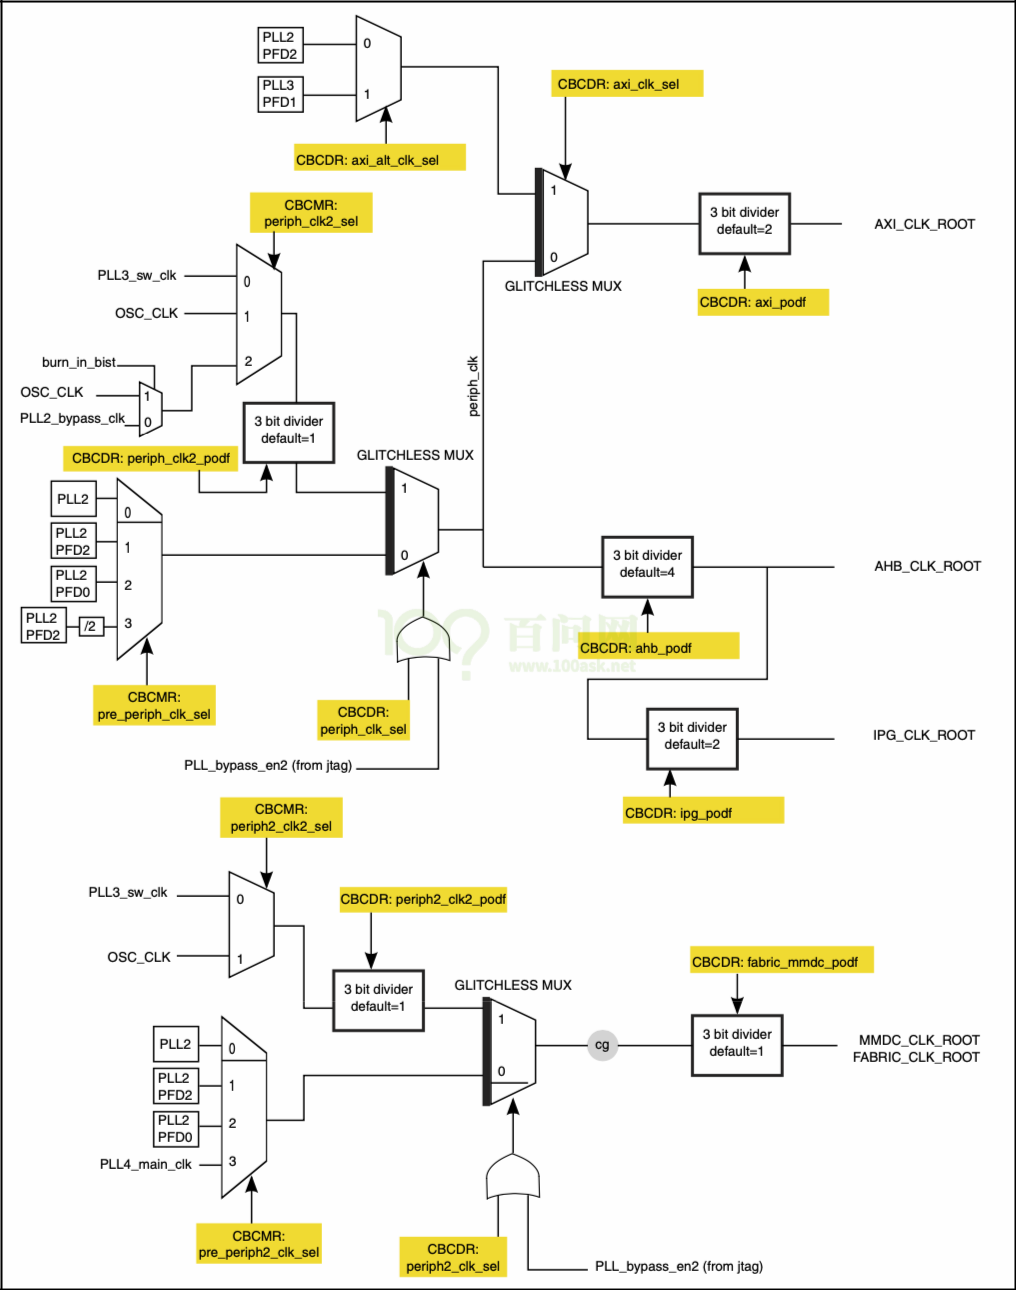 PLL2
PFD2
0
PLL3
PFD1
1
CBCDR: axi_alt_clk_sel
CBCDR: axi_clk_sel
1
0
GLITCHLESS MUX
3 bit divider
default=2
AXI_CLK_ROOT
CBCDR: axi_podf
CBCMR:
periph_clk2_sel
PLL3_sw_clk
0
OSC_CLK
1
2
burn_in_bist
OSC_CLK
1
PLL2_bypass_clk
0
3 bit divider
default=1
CBCDR: periph_clk2_podf
periph_clk
GLITCHLESS MUX
1
0
PLL2
0
PLL2
PFD2
1
PLL2
PFD0
2
PLL2
PFD2
/2
3
CBCMR:
pre_periph_clk_sel
CBCDR:
periph_clk_sel
PLL_bypass_en2 (from jtag)
3 bit divider
default=4
AHB_CLK_ROOT
CBCDR: ahb_podf
百问网
www.100ask.net
3 bit divider
default=2
IPG_CLK_ROOT
CBCDR: ipg_podf
CBCMR:
periph2_clk2_sel
PLL3_sw_clk
0
OSC_CLK
1
CBCDR: periph2_clk2_podf
3 bit divider
default=1
GLITCHLESS MUX
1
0
cg
CBCDR: fabric_mmdc_podf
3 bit divider
default=1
MMDC_CLK_ROOT
FABRIC_CLK_ROOT
PLL2
0
PLL2
PFD2
1
PLL2
PFD0
2
PLL4_main_clk
3
CBCMR:
pre_periph2_clk_sel
CBCDR:
periph2_clk_sel
PLL_bypass_en2 (from jtag)